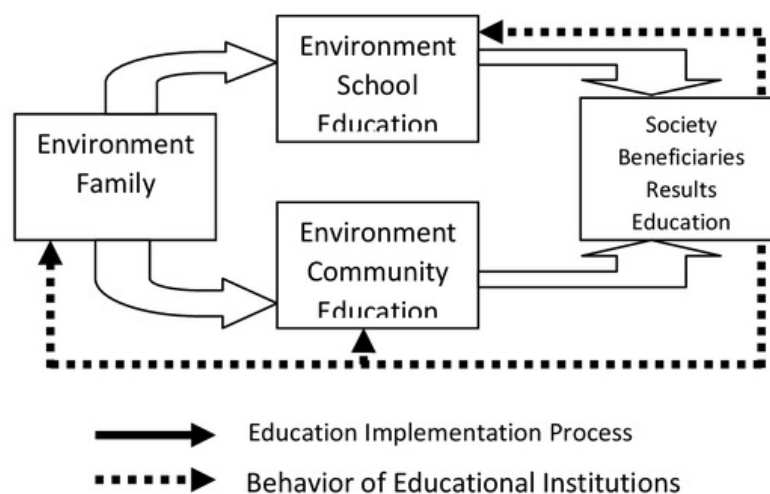 Environment
School
Education
Environment
Family
Society
Beneficiaries
Results
Education
Environment
Community
Education
Education Implementation Process
Behavior of Educational Institutions